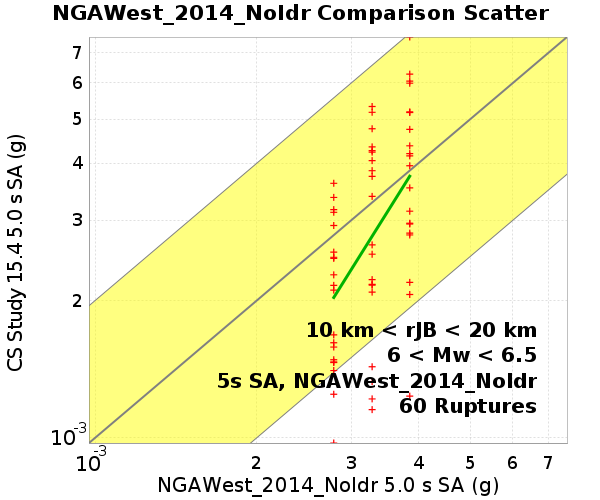 NGAWest_2014_NoIdr Comparison Scatter
CS Study 15.4 5.0 s SA (g)
7
6
5
4
3
2
10-3
10 km < rJB < 20 km
6 < Mw < 6.5
5s SA, NGAWest_2014_NoIdr
60 Ruptures
10-3 2 3 4 5 6 7
NGAWest_2014_NoIdr 5.0 s SA (g)